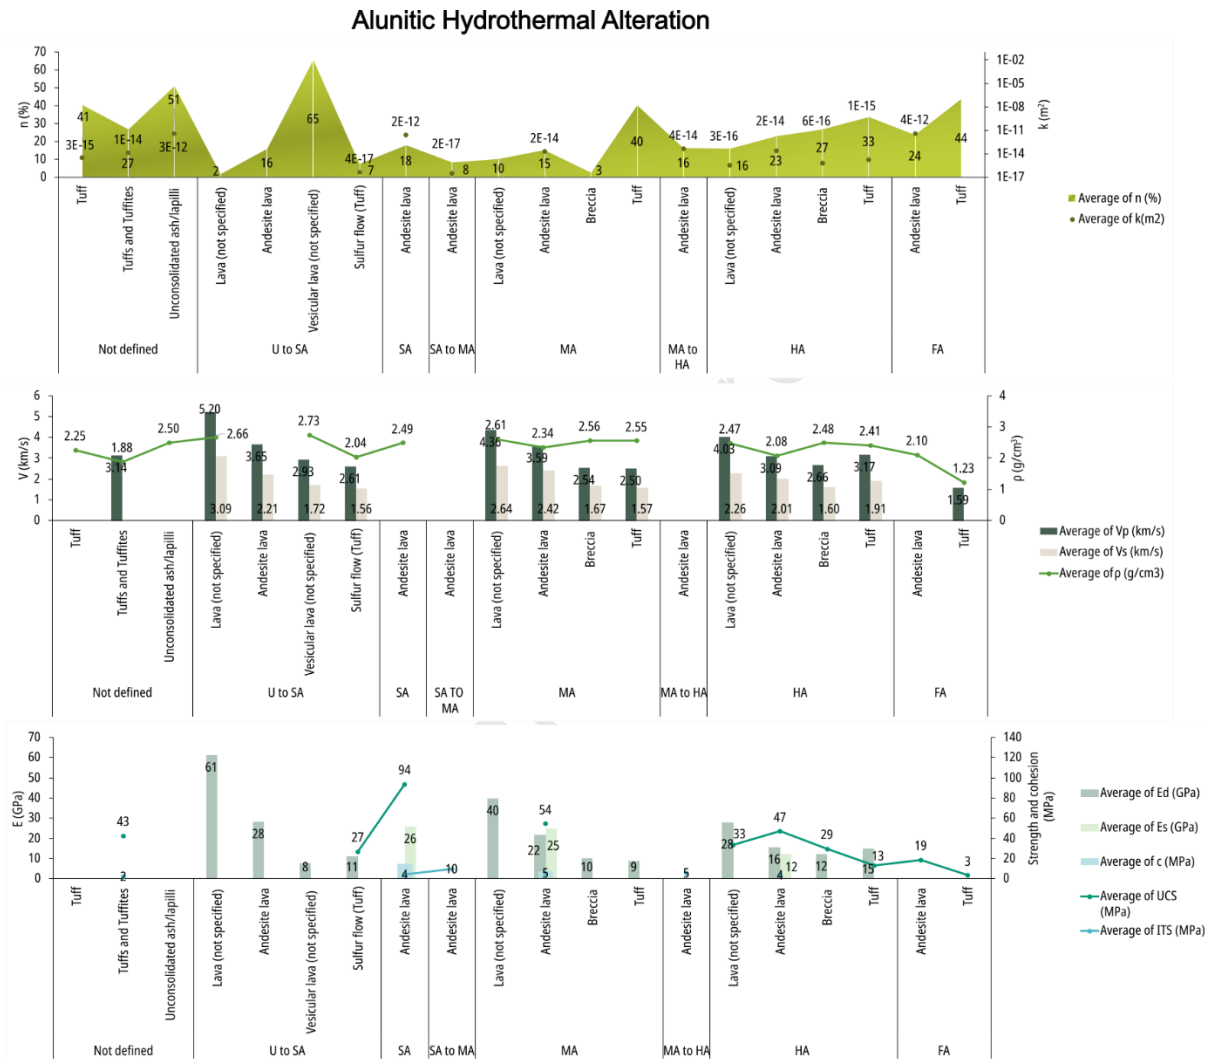 Alunitic Hydrothermal Alteration
70
60
50
40
30
20
10
0
n (%)
1E-02
1E-05
1E-08
1E-11
1E-14
1E-17
k (m²)
41
3E-15
1E-14
27
51
3E-12
2
16
65
4E-17
7
2E-12
18
2E-17
8
10
2E-14
15
3
40
4E-14
16
3E-16
16
2E-14
23
6E-16
27
1E-15
33
4E-12
24
44
Tuff
Tuffs and Tuffites
Unconsolidated ash/lapilli
Lava (not specified)
Andesite lava
Vesicular lava (not specified)
Sulfur flow (Tuff)
Andesite lava
Andesite lava
Lava (not specified)
Andesite lava
Breccia
Tuff
Andesite lava
Lava (not specified)
Andesite lava
Breccia
Tuff
Andesite lava
Tuff
Not defined
U to SA
SA
SA to MA
MA
MA to
HA
HA
FA
Average of n (%)
Average of k(m2)
6
5
4
3
2
1
0
V (km/s)
4
3
2
1
0
ρ (g/cm³)
2.25
1.88
3.14
2.50
5.20
2.66
3.09
3.65
2.21
2.73
2.93
1.72
2.04
2.61
1.56
2.49
2.61
4.36
2.64
2.34
3.59
2.42
2.56
2.54
1.67
2.55
2.50
1.57
2.47
4.03
2.26
2.08
3.09
2.01
2.48
2.66
1.60
2.41
3.17
1.91
2.10
1.23
1.59
Tuff
Tuffs and Tuffites
Unconsolidated ash/lapilli
Lava (not specified)
Andesite lava
Vesicular lava (not specified)
Sulfur flow (Tuff)
Andesite lava
Andesite lava
Lava (not specified)
Andesite lava
Breccia
Tuff
Andesite lava
Lava (not specified)
Andesite lava
Breccia
Tuff
Andesite lava
Tuff
Not defined
U to SA
SA
SA TO
MA
MA
MA to HA
HA
FA
Average of Vp (km/s)
Average of Vs (km/s)
Average of ρ (g/cm3)
70
60
50
40
30
20
10
0
E (GPa)
140
120
100
80
60
40
20
0
Strength and cohesion
(MPa)
43
2
61
28
8
27
11
94
26
4
10
40
54
22
25
5
10
9
5
33
28
47
16
12
4
29
12
13
15
19
3
Tuff
Tuffs and Tuffites
Unconsolidated ash/lapilli
Lava (not specified)
Andesite lava
Vesicular lava (not specified)
Sulfur flow (Tuff)
Andesite lava
Andesite lava
Lava (not specified)
Andesite lava
Breccia
Tuff
Andesite lava
Lava (not specified)
Andesite lava
Breccia
Tuff
Andesite lava
Tuff
Not defined
U to SA
SA
SA to MA
MA
MA to HA
HA
FA
Average of Ed (GPa)
Average of Es (GPa)
Average of c (MPa)
Average of UCS
(MPa)
Average of ITS (MPa)